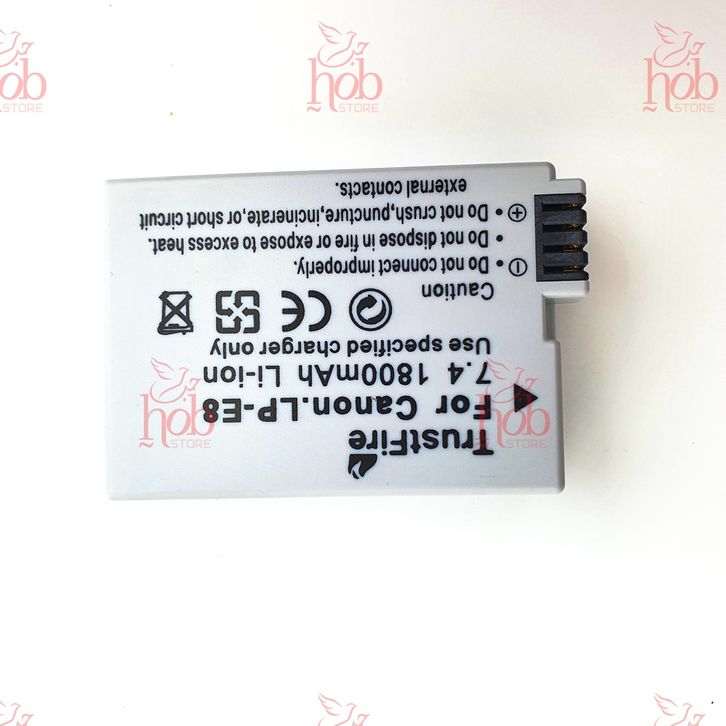 TrustFire
For Canon.LP-E8
7.4 1800mAh Li-ion
Use specified charger only
CE
Caution
• Do not connect improperly.
• Do not dispose in fire or expose to excess heat.
• Do not crush,puncture,incinerate,or short circuit
external contacts.
hob
STORE
hob
STORE
hob
STORE
hob
STORE
hob
STORE